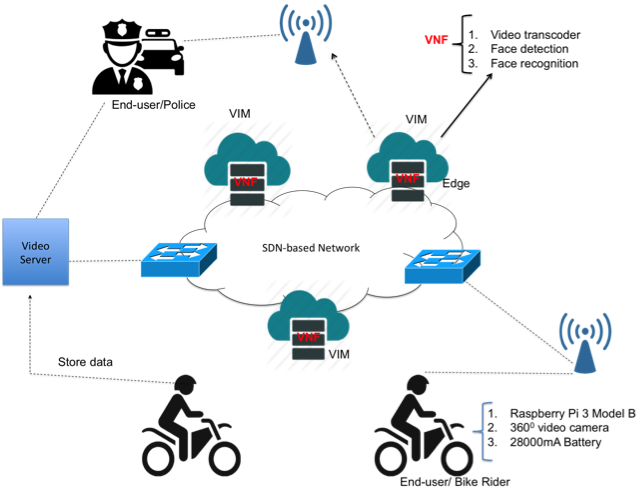 VNF
1. Video transcoder
2. Face detection
3. Face recognition
End-user/Police
VIM
VIM
VNF
VNF
Edge
Video
Server
SDN-based Network
VNF
VIM
Store data
1. Raspberry Pi 3 Model B
2. 360⁰ video camera
3. 28000mA Battery
End-user/ Bike Rider